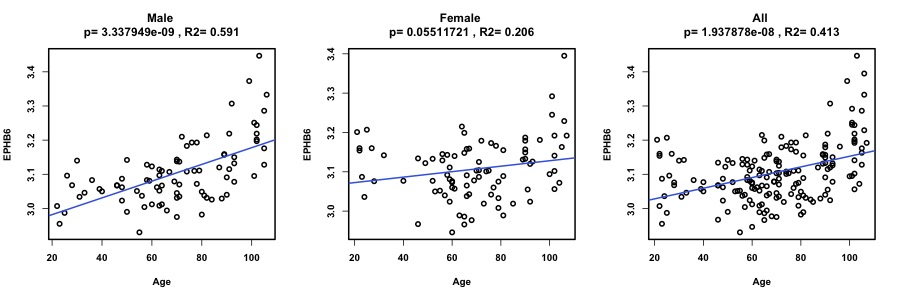 Male
p= 3.337949e-09 , R2= 0.591
EPHB6
3.4
3.3
3.2
3.1
3.0
20 40 60 80 100
Age
Female
p= 0.05511721 , R2= 0.206
EPHB6
3.4
3.3
3.2
3.1
3.0
20 40 60 80 100
Age
All
p= 1.937878e-08 , R2= 0.413
EPHB6
3.4
3.3
3.2
3.1
3.0
20 40 60 80 100
Age